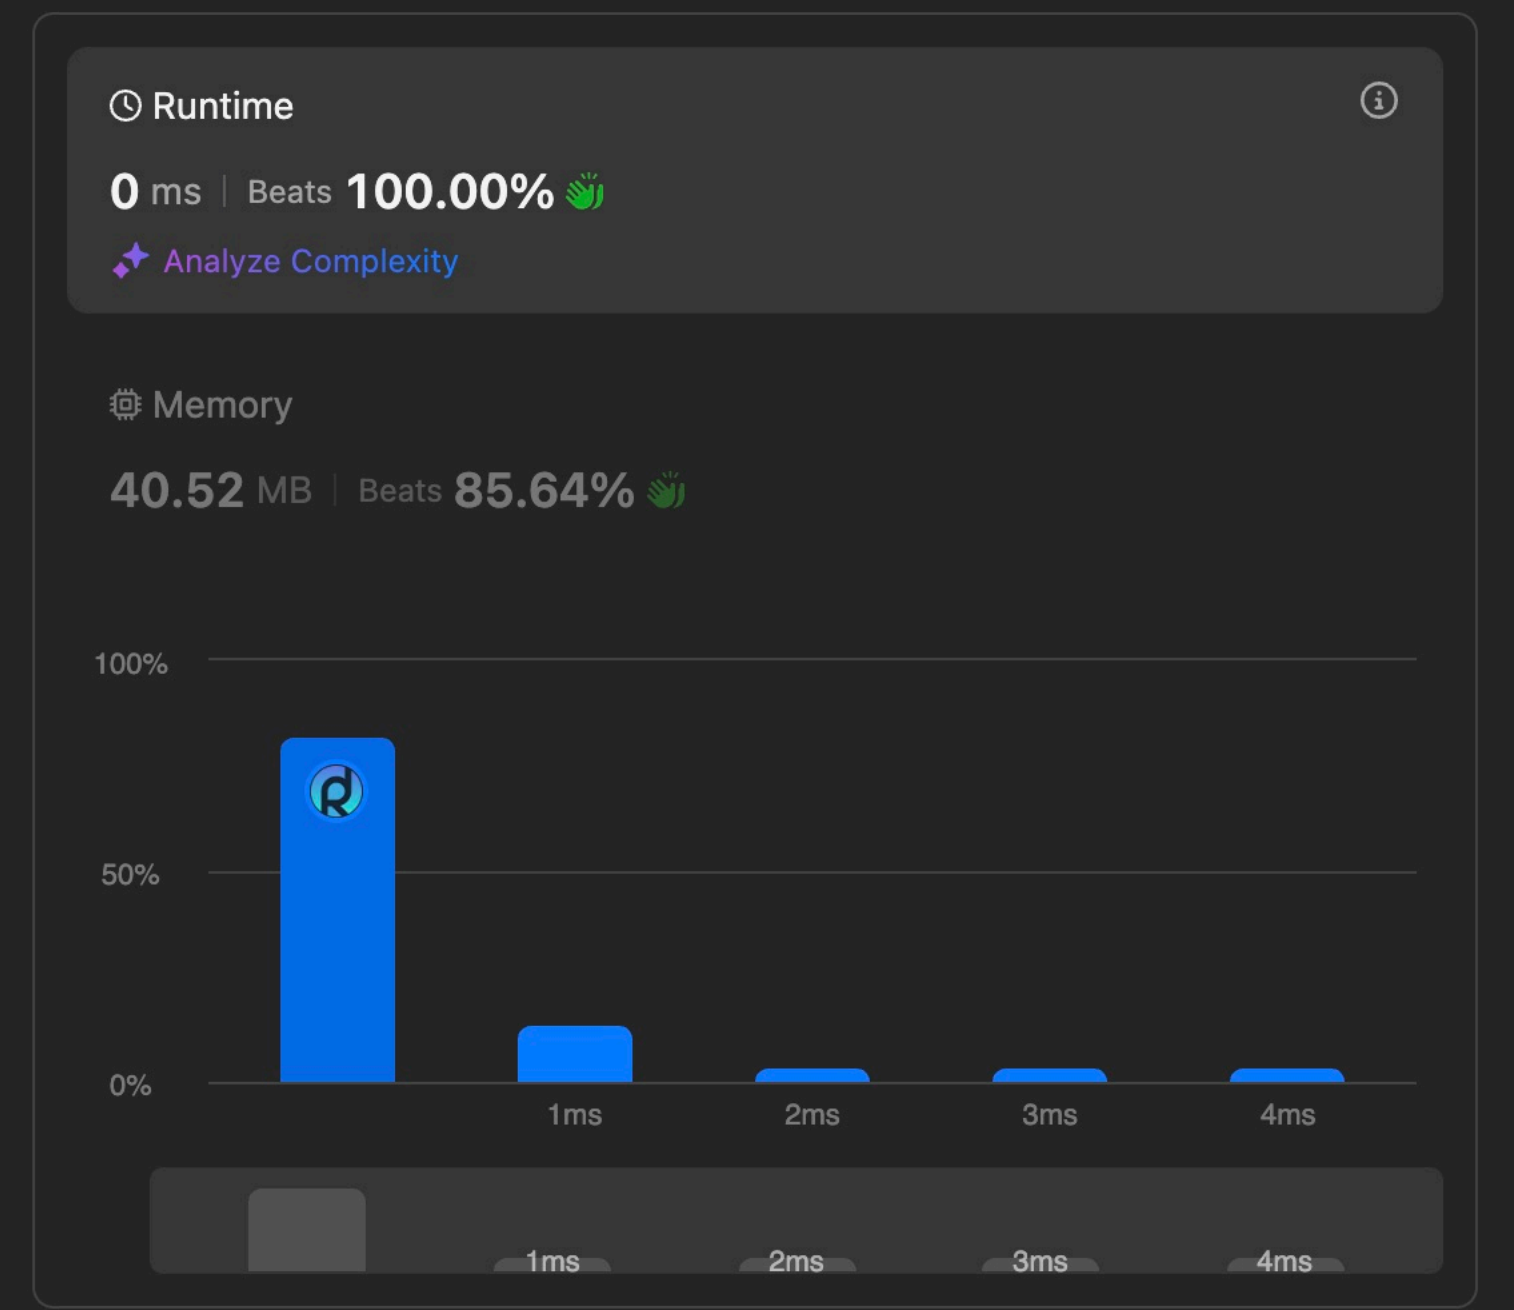 Runtime
0 ms | Beats 100.00%
Analyze Complexity
Memory
40.52 MB | Beats 85.64%
100%
50%
0%
1ms 2ms 3ms 4ms
1ms 2ms 3ms 4ms